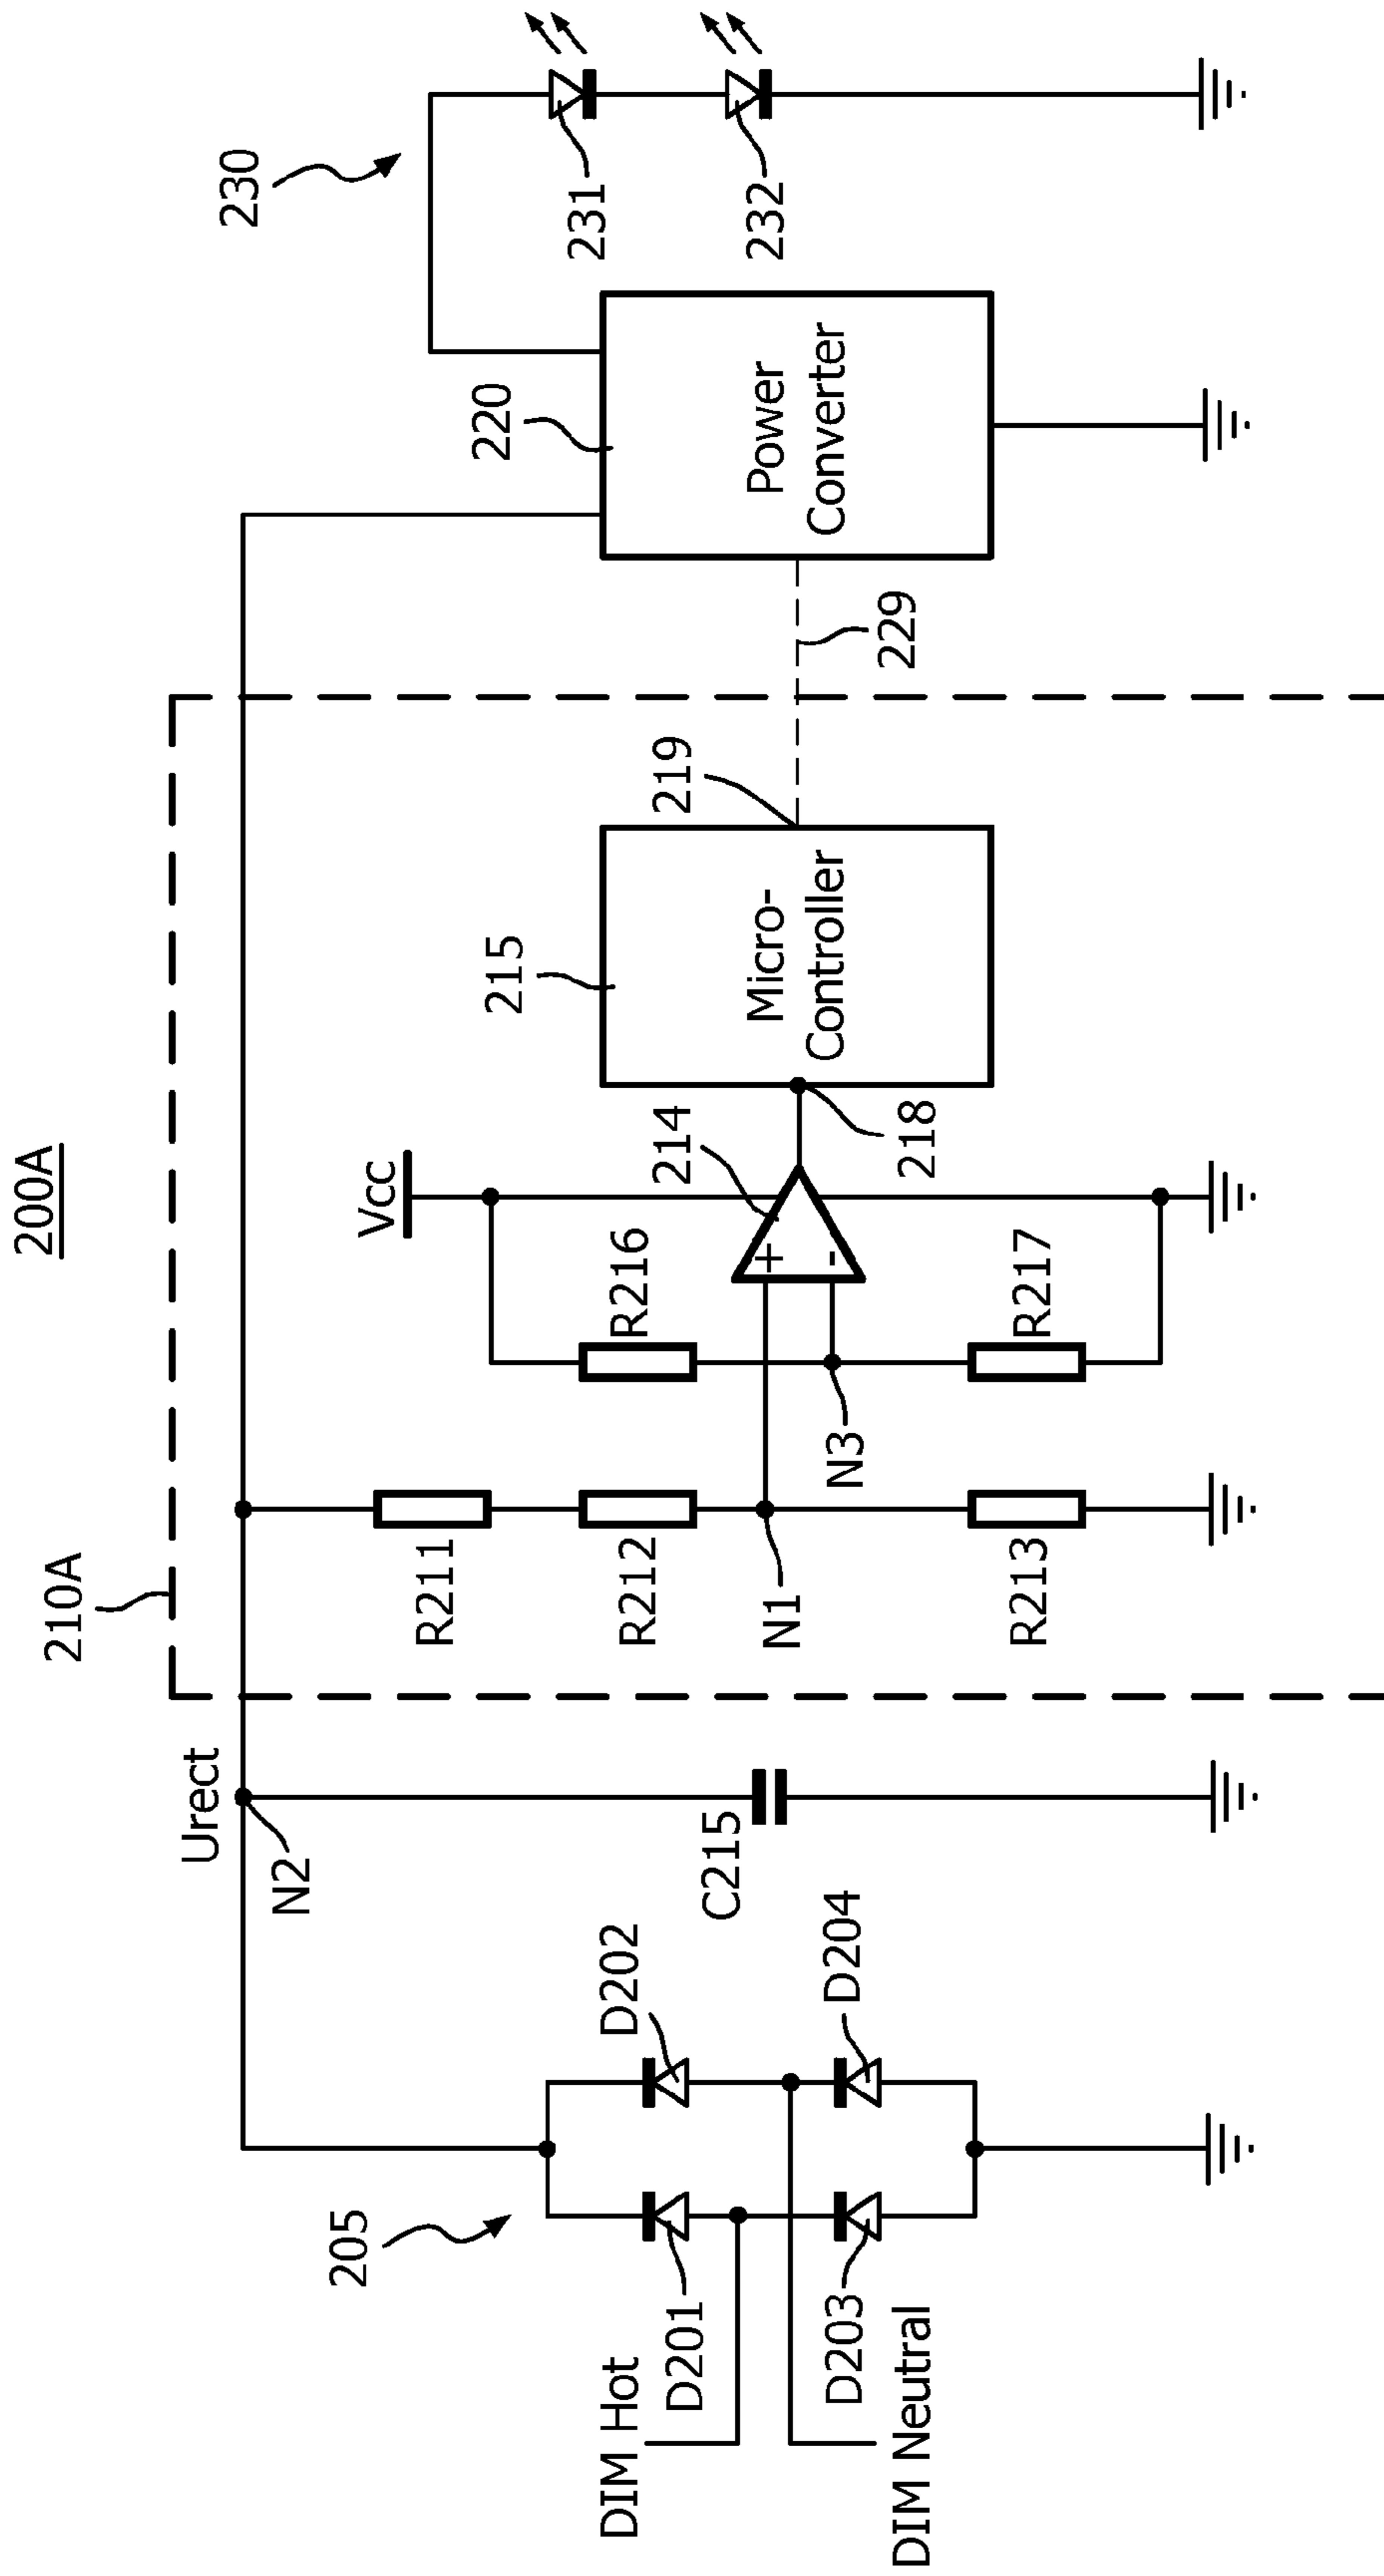 200A
210A
Urect
N2
205
DIM Hot
D201
D202
D203
D204
DIM Neutral
C215
R211
R212
N1
R213
Vcc
R216
N3
R217
+
-
214
218
215
Micro-
Controller
219
229
220
Power
Converter
230
231
232